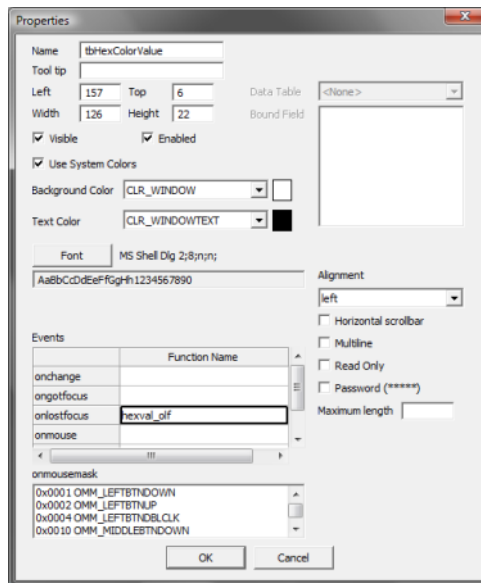 Properties
Name tbHexColorValue
Tool tip
Left 157 Top 6 Data Table <None>
Width 126 Height 22 Bound Field
Visible Enabled
Use System Colors
Background Color CLR_WINDOW
Text Color CLR_WINDOWTEXT
Font MS Shell Dlg 2;8;n;n;
AaBbCcDdEeFfGgHh1234567890
Alignment
left
Horizontal scrollbar
Multiline
Read Only
Password (*****)
Maximum length
Events
Function Name
onchange
ongotfocus
onlostfocus hexval_olf
onmouse
onmousemask
0x0001 OMM_LEFTBTNDOWN
0x0002 OMM_LEFTBTNUP
0x0004 OMM_LEFTBTNDBLCLK
0x0010 OMM_MIDDLEBTNDOWN
OK Cancel